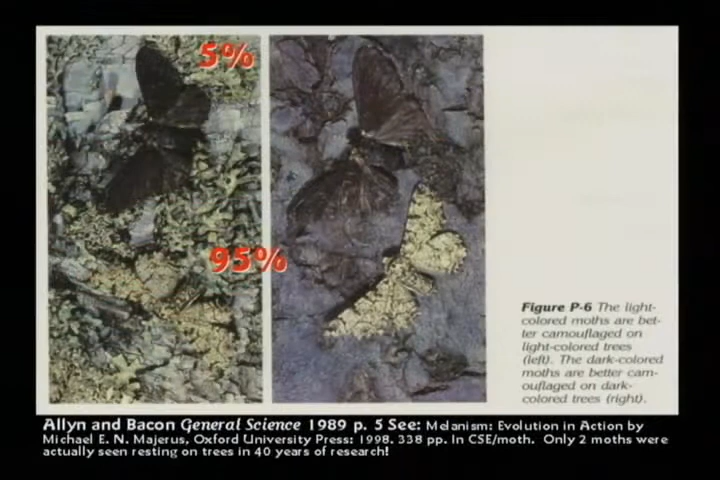 5%
95%
Figure P-6 The light-
colored moths are bet-
ter camouflaged on
light-colored trees
(left). The dark-colored
moths are better cam-
ouflaged on dark-
colored trees (right).
Allyn and Bacon General Science 1989 p. 5 See: Melanism: Evolution in Action by
Michael E. N. Majerus, Oxford University Press: 1998. 338 pp. In CSE/moth. Only 2 moths were
actually seen resting on trees in 40 years of research!